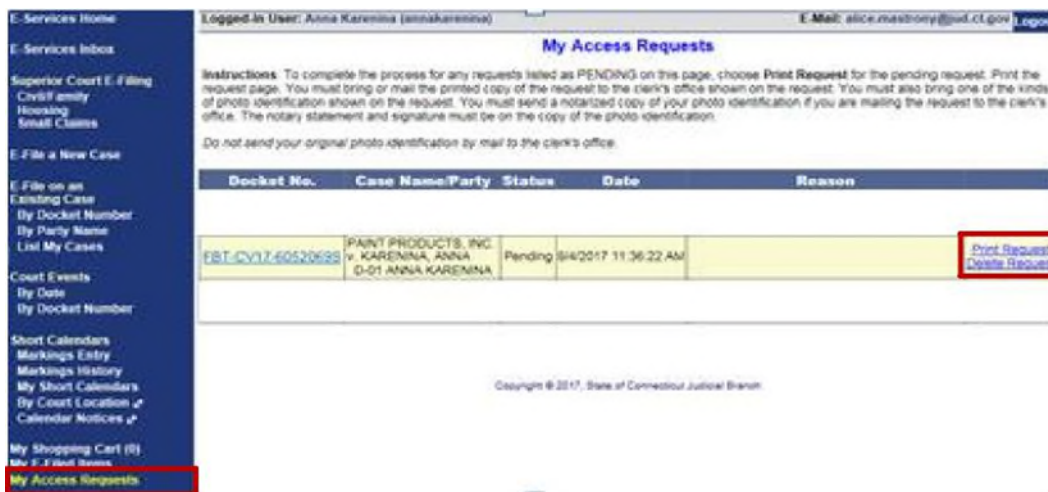 E-Services Home
E-Services Inbox
Superior Court E-Filing
Civil/Family
Housing
Small Claims
E-File a New Case
E-File on an
Existing Case
By Docket Number
By Party Name
List My Cases
Court Events
By Date
By Docket Number
Short Calendars
Markings Entry
Markings History
My Short Calendars
By Court Location
Calendar Notices
My Shopping Cart (0)
My E-Filed Items
My Access Requests
Logged-In User: Anna Karenina (annakarenina)
E-Mail: alice.mastrony@jud.ct.gov Logou
My Access Requests
Instructions: To complete the process for any requests listed as PENDING on this page, choose Print Request for the pending request. Print the
request page. You must bring or mail the printed copy of the request to the clerk's office shown on the request. You must also bring one of the kinds
of photo identification shown on the request. You must send a notarized copy of your photo identification if you are mailing the request to the clerk's
office. The notary statement and signature must be on the copy of the photo identification.
Do not send your original photo identification by mail to the clerk's office.
Docket No. Case Name/Party Status Date Reason
FBT-CV17-6052069S PAINT PRODUCTS, INC. v. KARENINA, ANNA D-01 ANNA KARENINA Pending 8/4/2017 11:36:22 AM
Print Request
Delete Reques
Copyright © 2017, State of Connecticut Judicial Branch